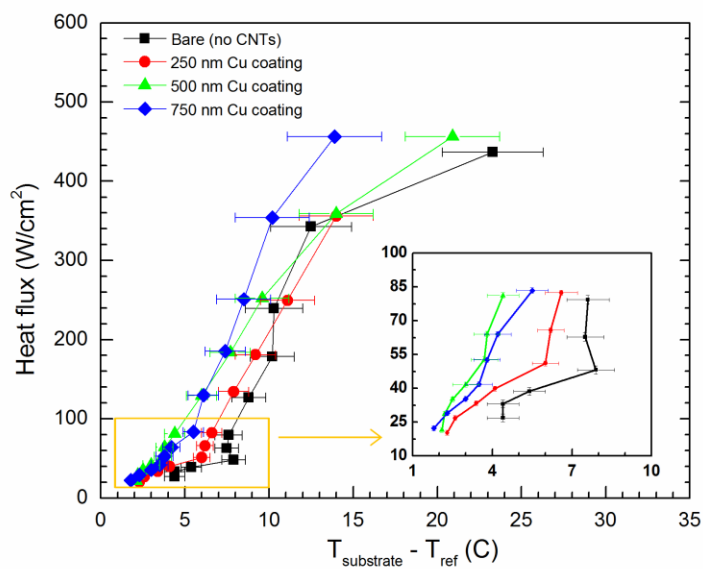 Bare (no CNTs)
250 nm Cu coating
500 nm Cu coating
750 nm Cu coating
600
500
400
300
200
100
0
Heat flux (W/cm²)
100
85
70
55
40
25
10
1 4 7 10
0 5 10 15 20 25 30 35
T_substrate - T_ref (C)